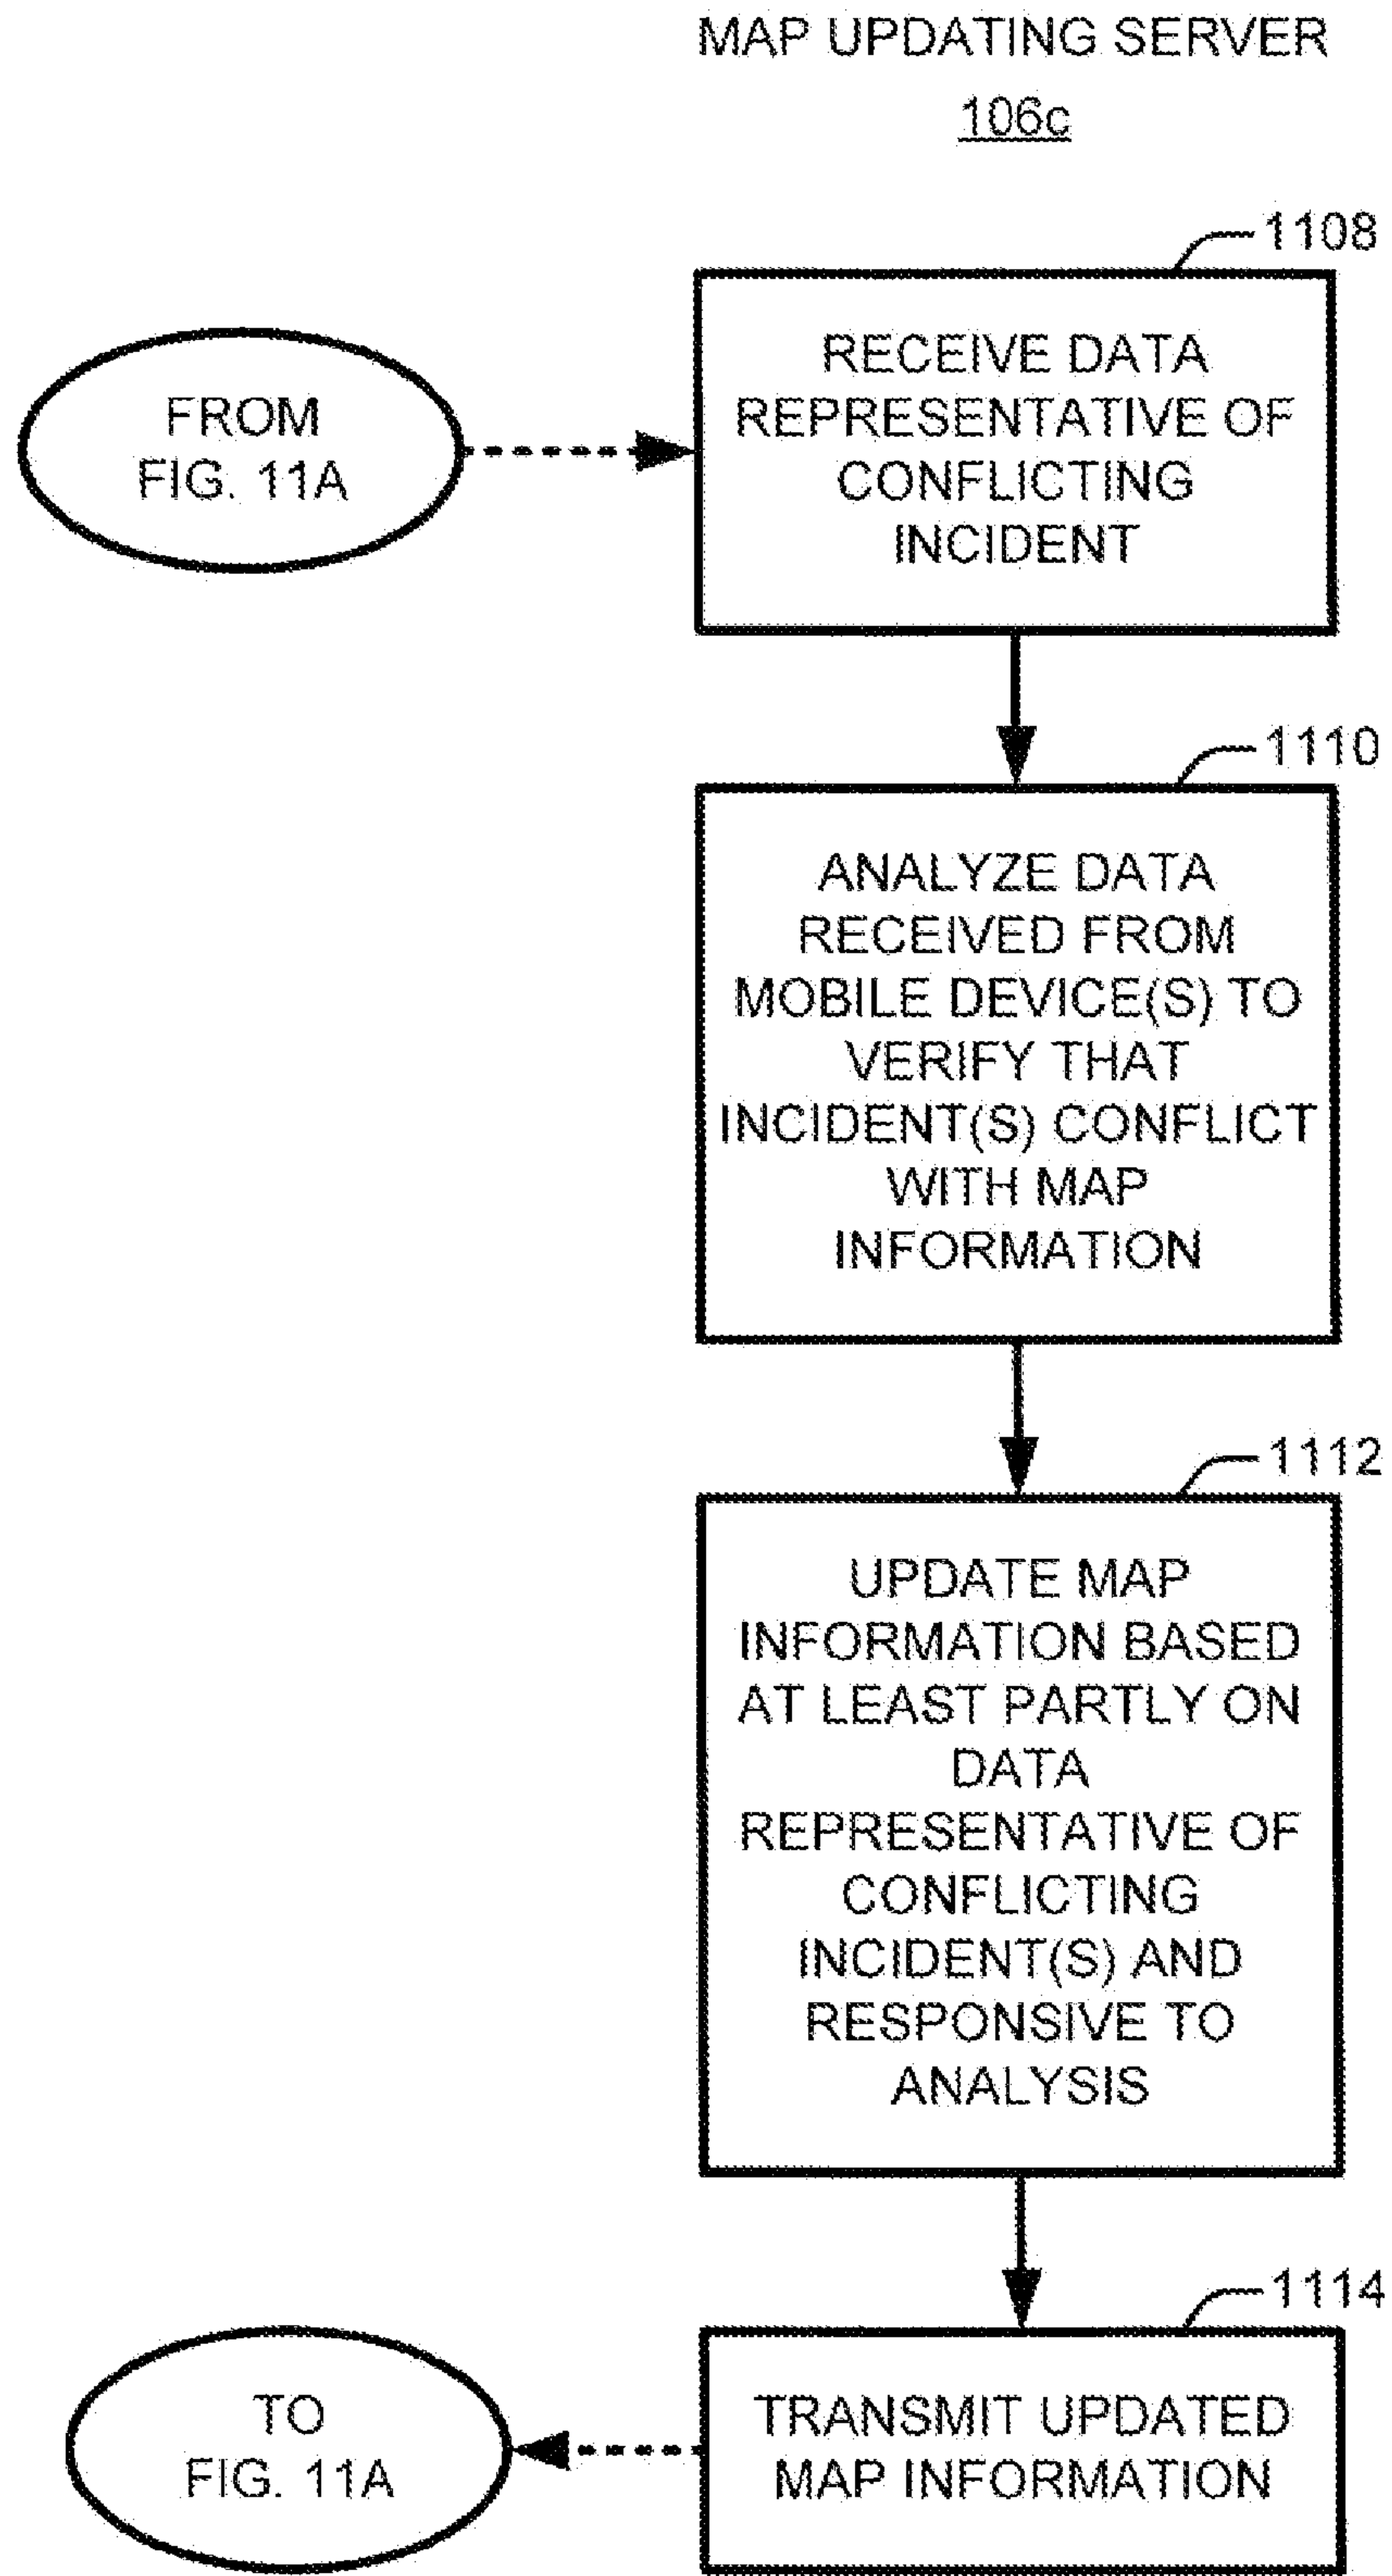 MAP UPDATING SERVER
106c
1108
RECEIVE DATA
REPRESENTATIVE OF
CONFLICTING
INCIDENT
FROM
FIG. 11A
1110
ANALYZE DATA
RECEIVED FROM
MOBILE DEVICE(S) TO
VERIFY THAT
INCIDENT(S) CONFLICT
WITH MAP
INFORMATION
1112
UPDATE MAP
INFORMATION BASED
AT LEAST PARTLY ON
DATA
REPRESENTATIVE OF
CONFLICTING
INCIDENT(S) AND
RESPONSIVE TO
ANALYSIS
1114
TRANSMIT UPDATED
MAP INFORMATION
TO
FIG. 11A